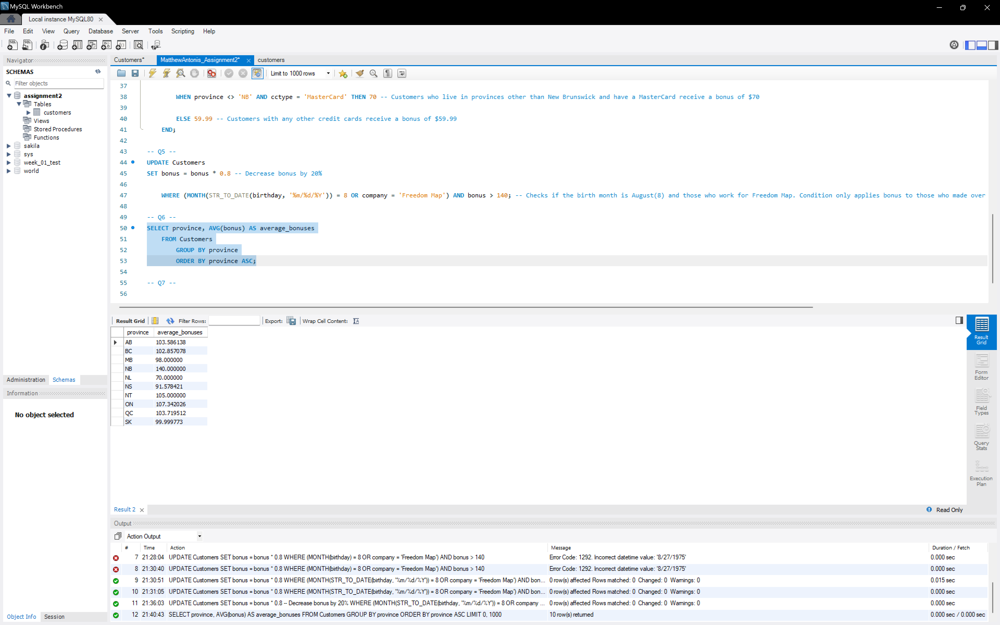 MySQL Workbench
Local instance MySQL80
File Edit View Query Database Server Tools Scripting Help
Navigator
SCHEMAS
Filter objects
assignment2
Tables
customers
Views
Stored Procedures
Functions
sakila
sys
week_01_test
world
Administration Schemas
Information
No object selected
Object Info Session
Customers* MatthewAntonis_Assignment2* customers
Limit to 1000 rows
37
38 WHEN province <> 'NB' AND cctype = 'MasterCard' THEN 70 -- Customers who live in provinces other than New Brunswick and have a MasterCard receive a bonus of $70
39
40 ELSE 59.99 -- Customers with any other credit cards receive a bonus of $59.99
41 END;
42
43 -- Q5 --
44 UPDATE Customers
45 SET bonus = bonus * 0.8 -- Decrease bonus by 20%
46
47 WHERE (MONTH(STR_TO_DATE(birthday, '%m/%d/%Y')) = 8 OR company = 'Freedom Map') AND bonus > 140; -- Checks if the birth month is August(8) and those who work for Freedom Map. Condition only applies bonus to those who made over
48
49 -- Q6 --
50 SELECT province, AVG(bonus) AS average_bonuses
51 FROM Customers
52 GROUP BY province
53 ORDER BY province ASC;
54
55 -- Q7 --
56
Result Grid Filter Rows: Export: Wrap Cell Content:
province average_bonuses
AB 103.586138
BC 102.857078
MB 98.000000
NB 140.000000
NL 70.000000
NS 91.578421
NT 105.000000
ON 107.342026
QC 103.719512
SK 99.999773
Result Grid
Form Editor
Field Types
Query Stats
Execution Plan
Result 2 Read Only
Output
Action Output
# Time Action Message Duration / Fetch
7 21:28:04 UPDATE Customers SET bonus = bonus * 0.8 WHERE (MONTH(birthday) = 8 OR company = 'Freedom Map') AND bonus > 140 Error Code: 1292. Incorrect datetime value: '8/27/1975' 0.000 sec
8 21:30:40 UPDATE Customers SET bonus = bonus * 0.8 WHERE (MONTH(birthday) = 8 OR company = 'Freedom Map') AND bonus > 140 Error Code: 1292. Incorrect datetime value: '8/27/1975' 0.000 sec
9 21:30:51 UPDATE Customers SET bonus = bonus * 0.8 WHERE (MONTH(STR_TO_DATE(birthday, '%m/%d/%Y')) = 8 OR company = 'Freedom Map') AND bon... 0 row(s) affected Rows matched: 0 Changed: 0 Warnings: 0 0.015 sec
10 21:31:05 UPDATE Customers SET bonus = bonus * 0.8 WHERE (MONTH(STR_TO_DATE(birthday, '%m/%d/%Y')) = 8 OR company = 'Freedom Map') AND bon... 0 row(s) affected Rows matched: 0 Changed: 0 Warnings: 0 0.000 sec
11 21:36:03 UPDATE Customers SET bonus = bonus * 0.8 -- Decrease bonus by 20% WHERE (MONTH(STR_TO_DATE(birthday, '%m/%d/%Y')) = 8 OR company ... 0 row(s) affected Rows matched: 0 Changed: 0 Warnings: 0 0.000 sec
12 21:40:43 SELECT province, AVG(bonus) AS average_bonuses FROM Customers GROUP BY province ORDER BY province ASC LIMIT 0, 1000 10 row(s) returned 0.000 sec / 0.000 sec